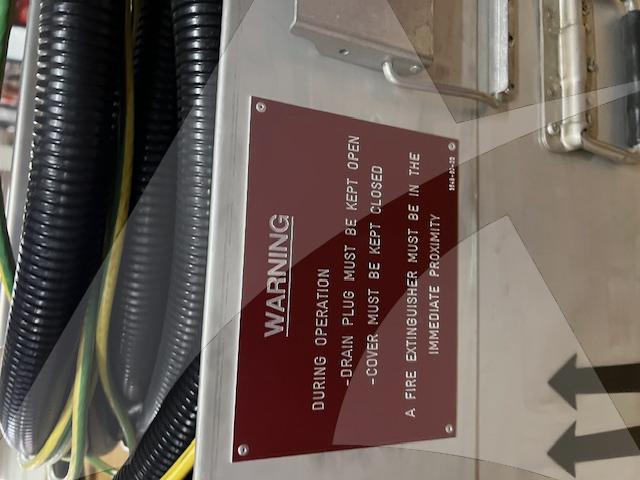 WARNING
DURING OPERATION
-DRAIN PLUG MUST BE KEPT OPEN
-COVER MUST BE KEPT CLOSED
A FIRE EXTINGUISHER MUST BE IN THE
IMMEDIATE PROXIMITY